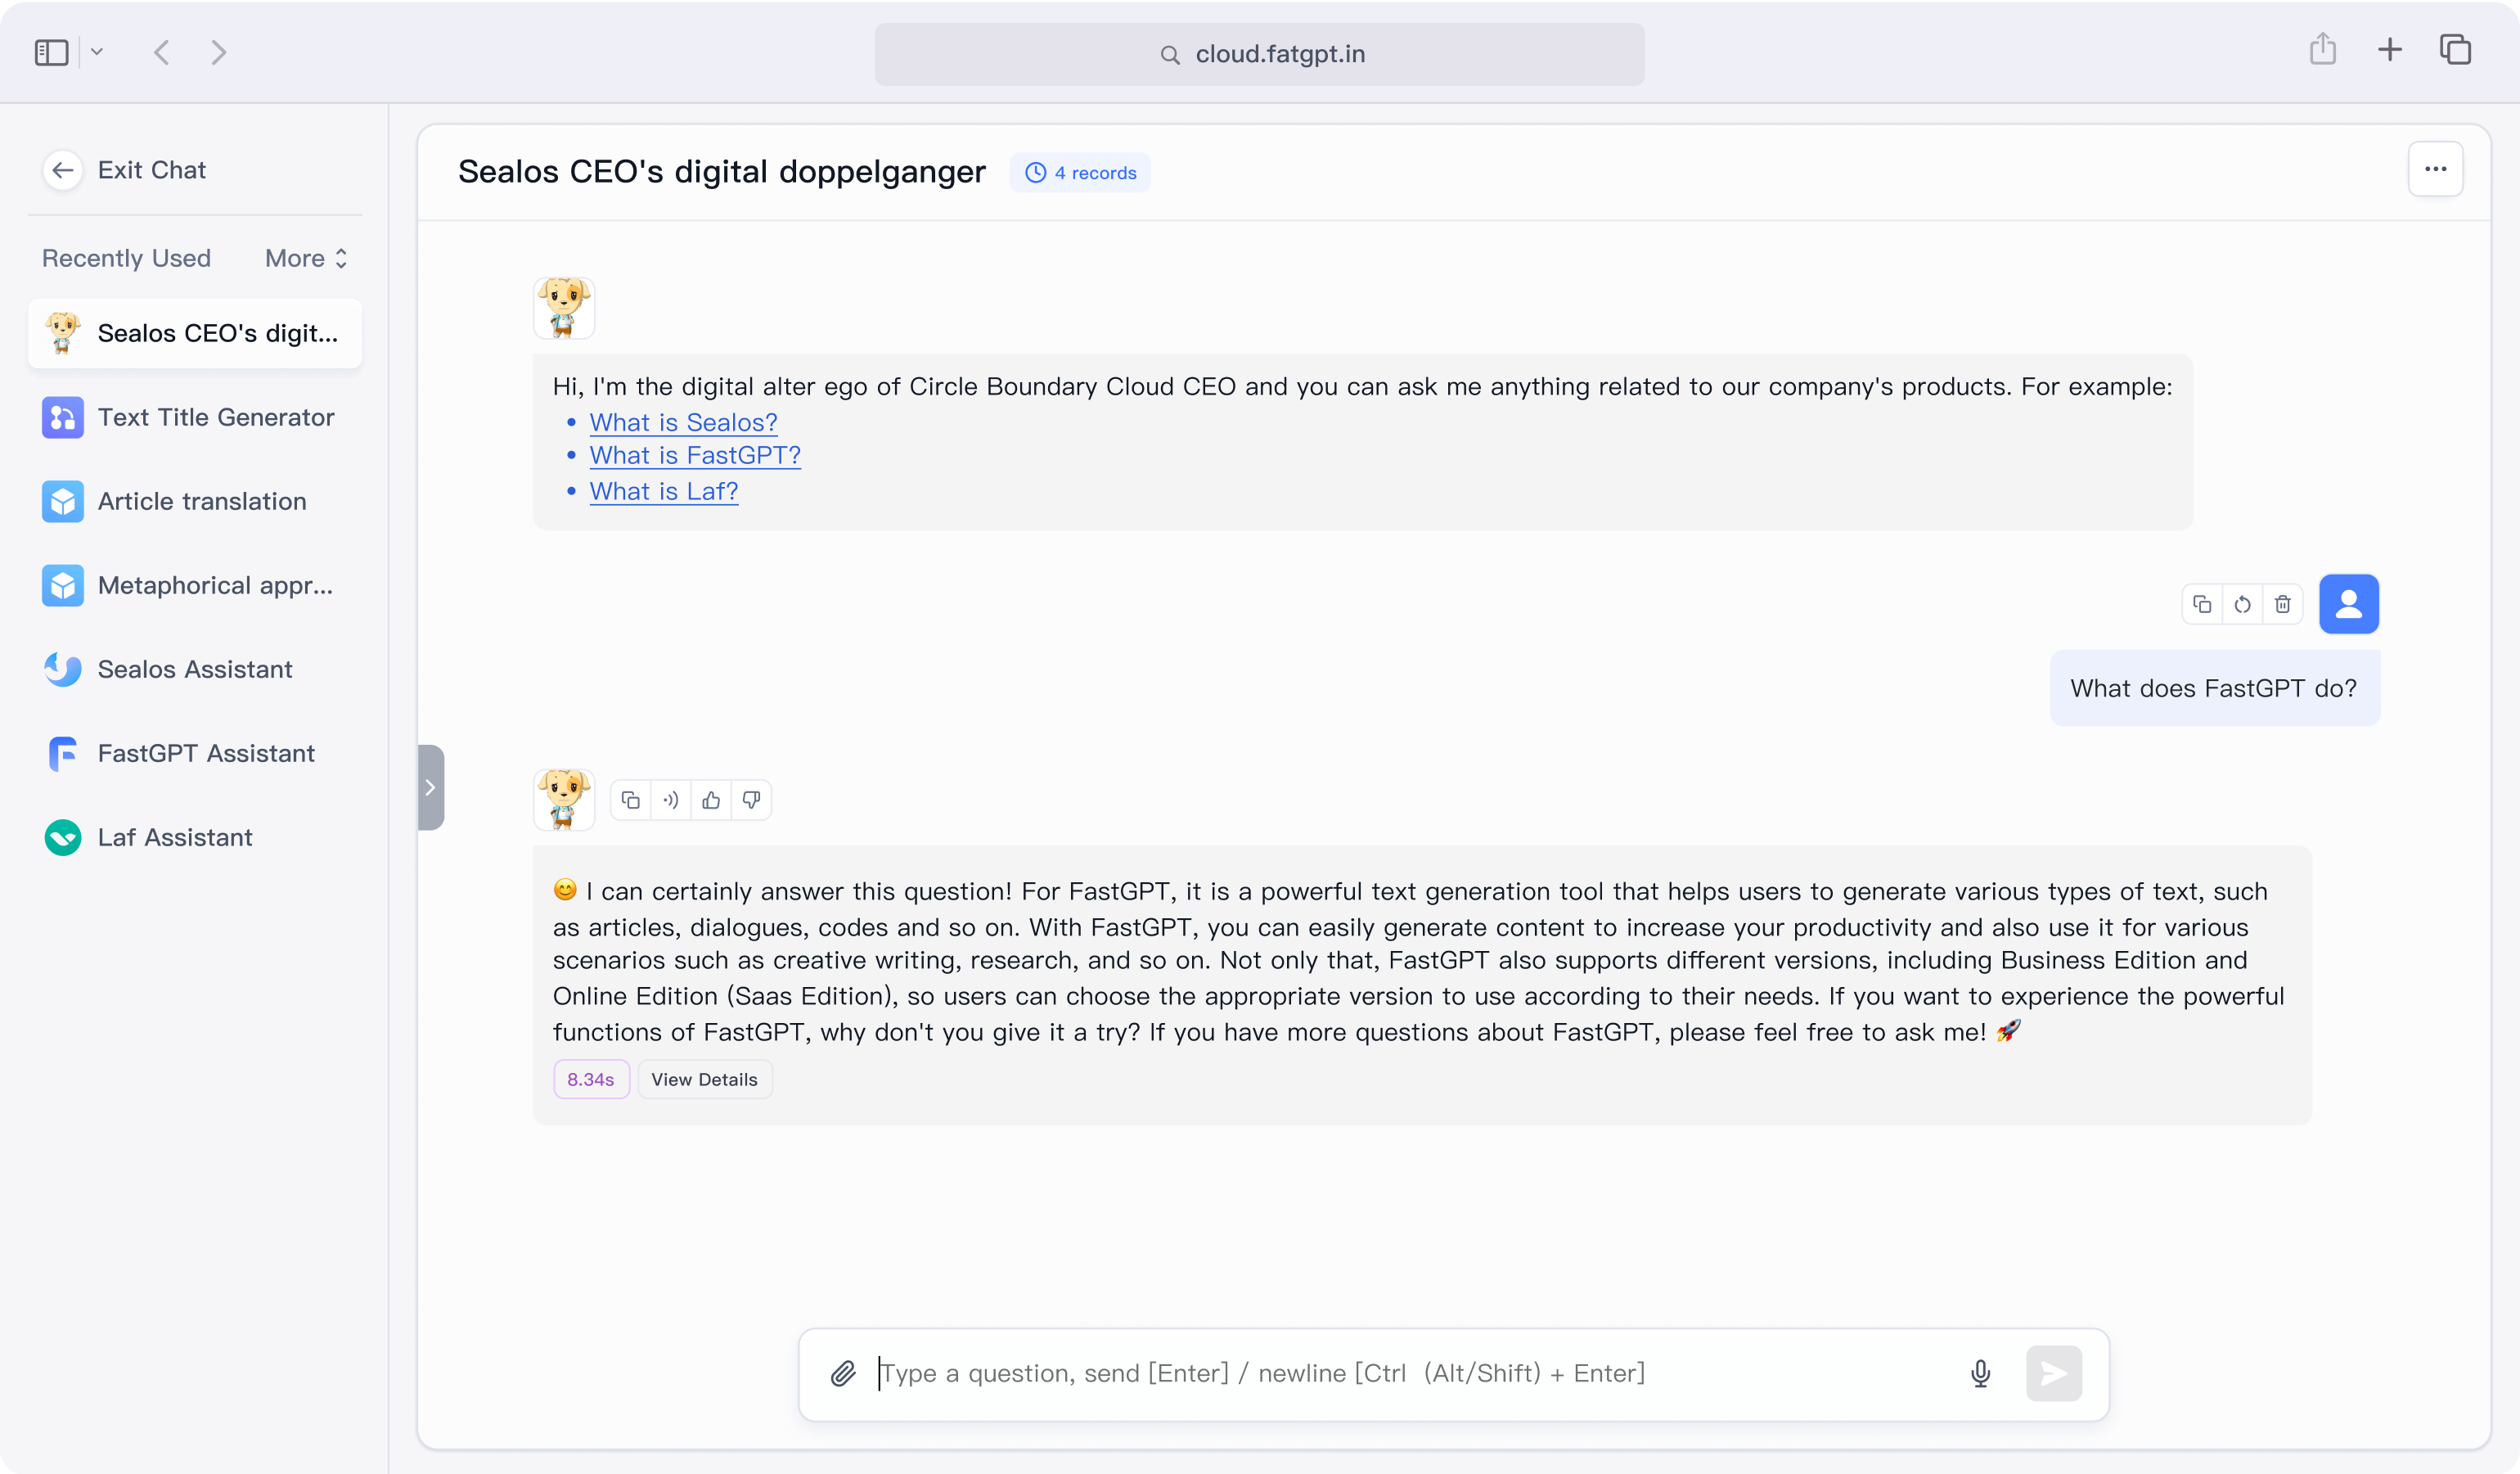 cloud.fatgpt.in
Exit Chat
Recently Used
More
Sealos CEO's digit...
Text Title Generator
Article translation
Metaphorical appr...
Sealos Assistant
FastGPT Assistant
Laf Assistant
Sealos CEO's digital doppelganger
4 records
Hi, I'm the digital alter ego of Circle Boundary Cloud CEO and you can ask me anything related to our company's products. For example:
• What is Sealos?
• What is FastGPT?
• What is Laf?
What does FastGPT do?
😊 I can certainly answer this question! For FastGPT, it is a powerful text generation tool that helps users to generate various types of text, such
as articles, dialogues, codes and so on. With FastGPT, you can easily generate content to increase your productivity and also use it for various
scenarios such as creative writing, research, and so on. Not only that, FastGPT also supports different versions, including Business Edition and
Online Edition (Saas Edition), so users can choose the appropriate version to use according to their needs. If you want to experience the powerful
functions of FastGPT, why don't you give it a try? If you have more questions about FastGPT, please feel free to ask me! 🚀
8.34s
View Details
Type a question, send [Enter] / newline [Ctrl (Alt/Shift) + Enter]